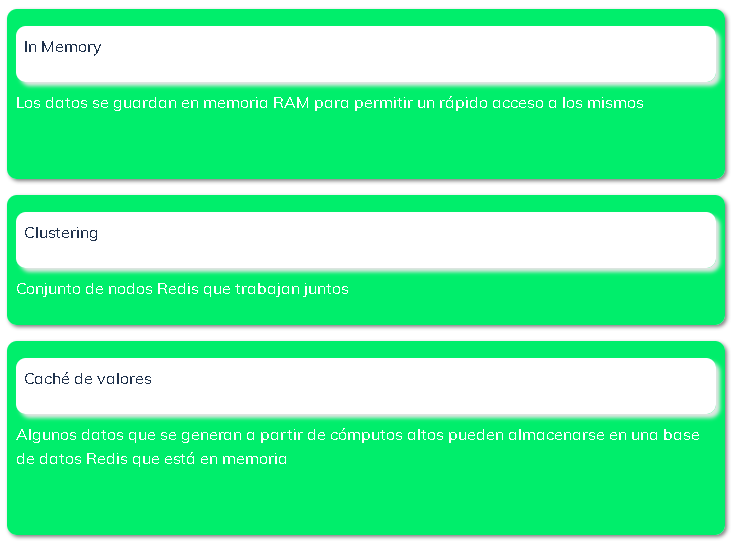 In Memory
Los datos se guardan en memoria RAM para permitir un rápido acceso a los mismos
Clustering
Conjunto de nodos Redis que trabajan juntos
Caché de valores
Algunos datos que se generan a partir de cómputos altos pueden almacenarse en una base
de datos Redis que está en memoria